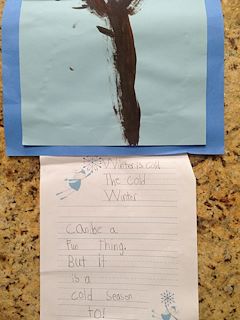 Winter is cold
The cold
Winter
Can be a
Fun thing.
But it
is a
cold season
to!